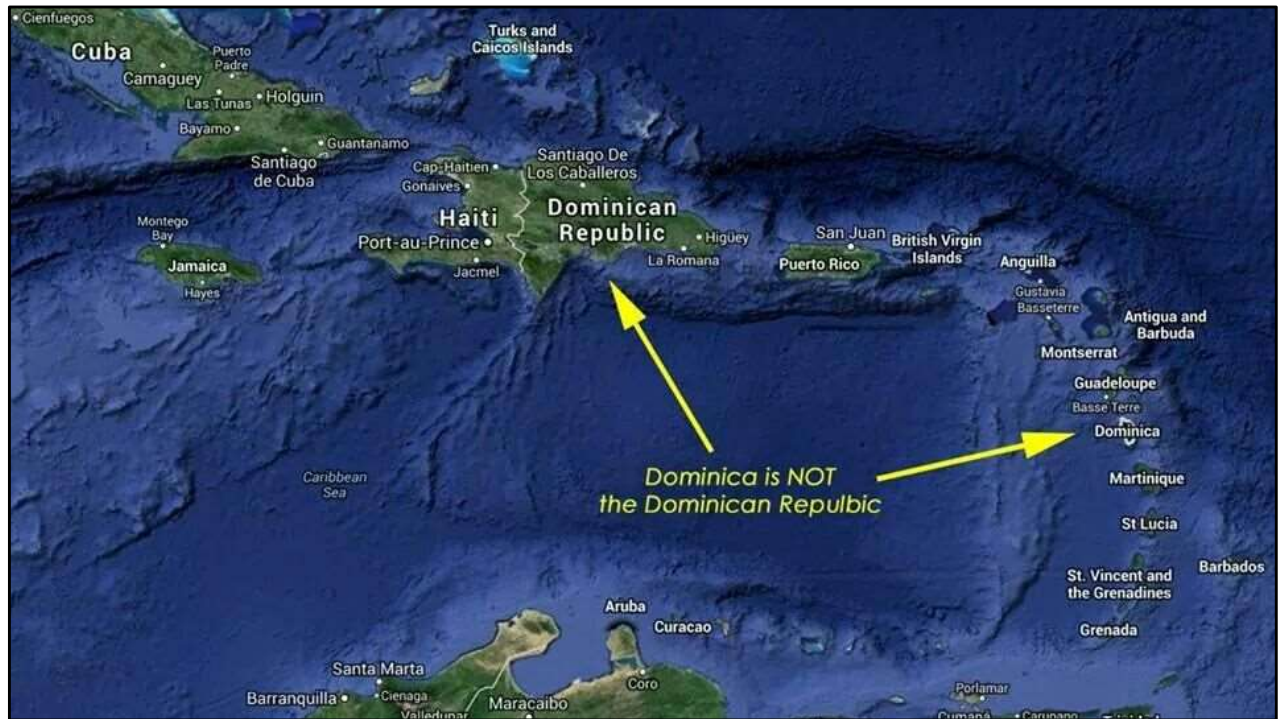 Cienfuegos
Cuba
Camaguey
Puerto
Padre
Las Tunas
Holguin
Bayamo
Guantanamo
Santiago
de Cuba
Turks and
Caicos Islands
Montego
Bay
Jamaica
Hayes
Cap-Haitien
Gonaives
Haiti
Port-au-Prince
Jacmel
Santiago De
Los Caballeros
Dominican
Republic
Higüey
La Romana
San Juan
Puerto Rico
British Virgin
Islands
Anguilla
Gustavia
Basseterre
Antigua and
Barbuda
Montserrat
Guadeloupe
Basse Terre
Dominica
Martinique
St Lucia
Barbados
St. Vincent and
the Grenadines
Grenada
Dominica is NOT
the Dominican Repulbic
Caribbean
Sea
Aruba
Curacao
Santa Marta
Barranquilla
Cienaga
Valledupar
Maracaibo
Coro
Porlamar
Cumaná
Carupano